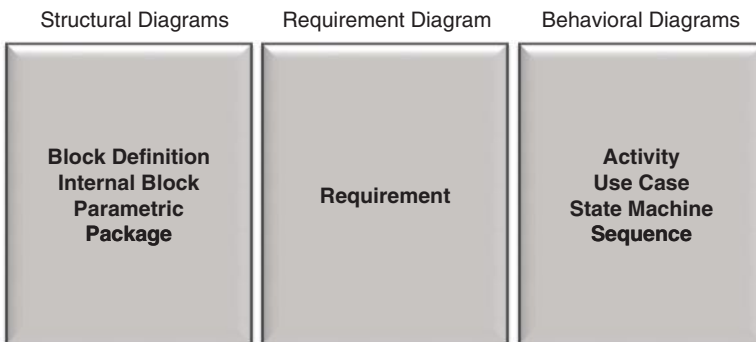 Structural Diagrams
Requirement Diagram
Behavioral Diagrams
Block Definition
Internal Block
Parametric
Package
Requirement
Activity
Use Case
State Machine
Sequence